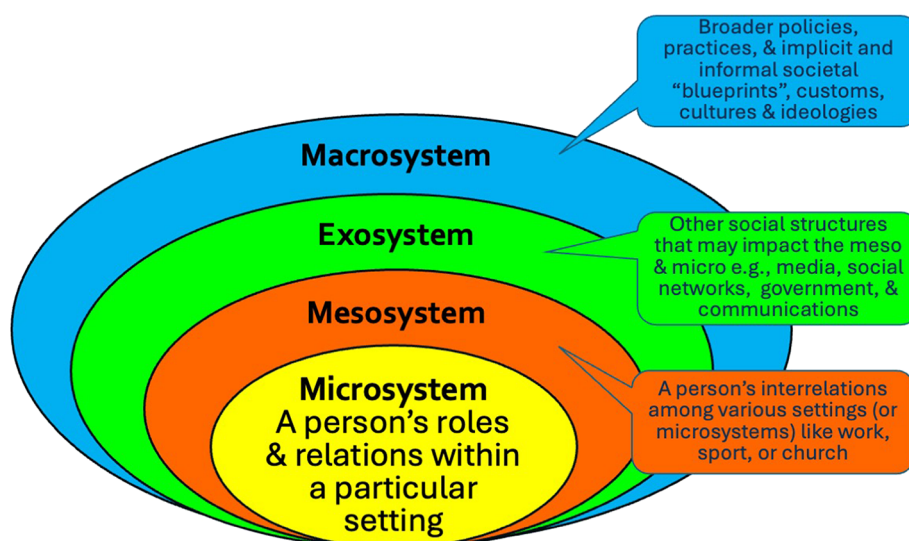 Broader policies,
practices, & implicit and
informal societal
“blueprints”, customs,
cultures & ideologies
Macrosystem
Exosystem
Other social structures
that may impact the meso
& micro e.g., media, social
networks, government, &
communications
Mesosystem
A person’s interrelations
among various settings (or
microsystems) like work,
sport, or church
Microsystem
A person’s roles
& relations within
a particular
setting